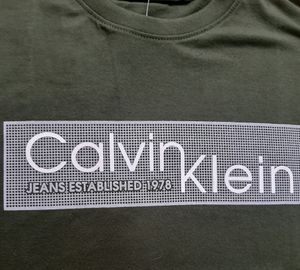 Calvin
Klein
JEANS ESTABLISHED 1978